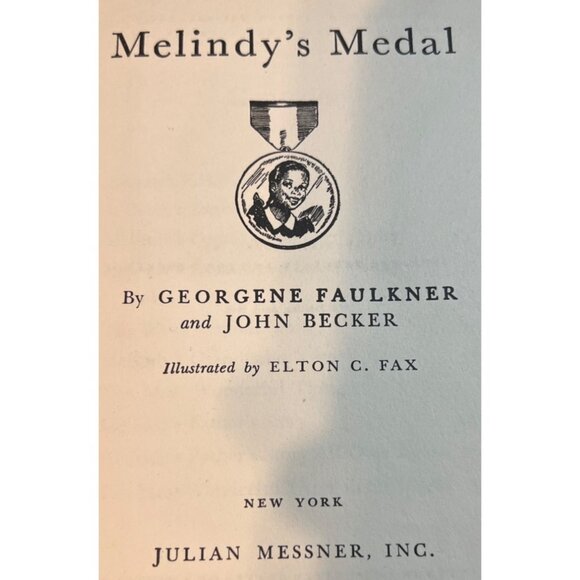 Melindy's Medal
By GEORGENE FAULKNER
and JOHN BECKER
Illustrated by ELTON C. FAX
NEW YORK
JULIAN MESSNER, INC.